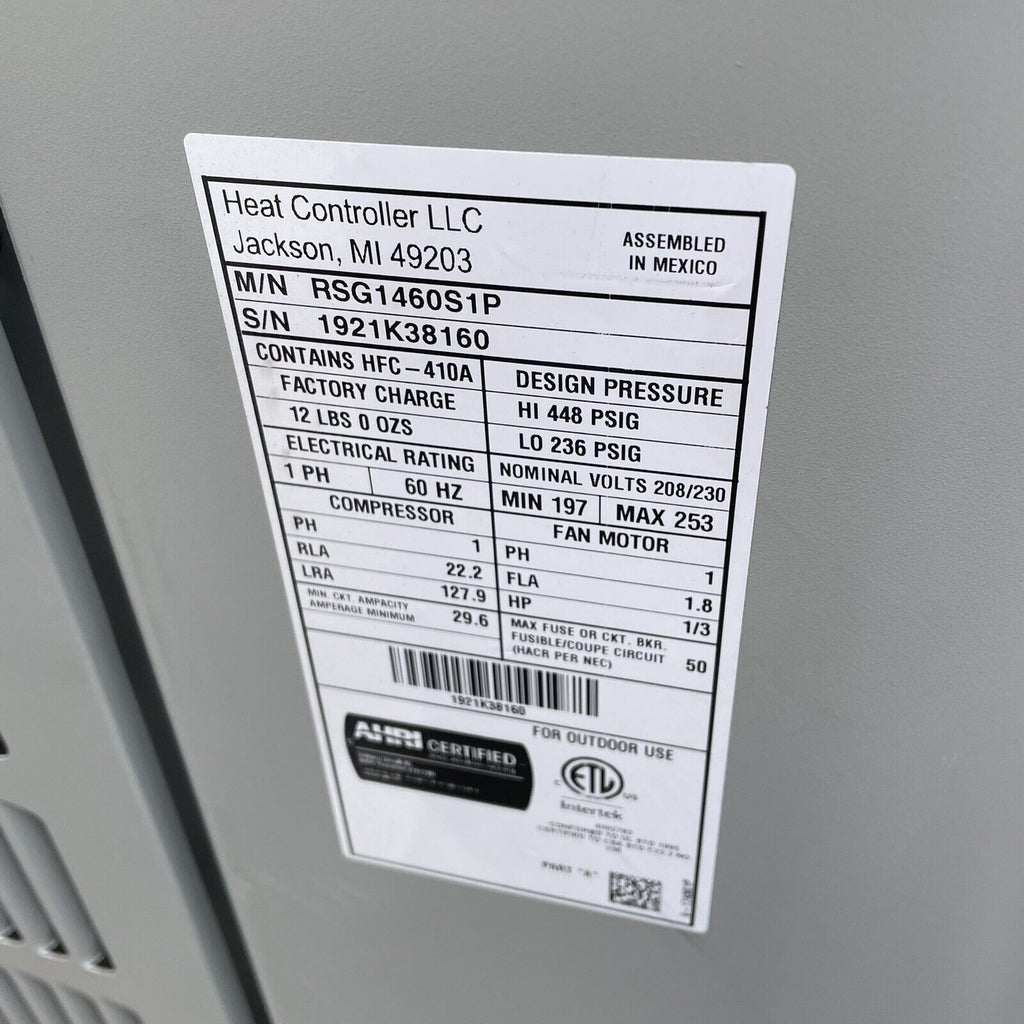 Heat Controller LLC
Jackson, MI 49203
ASSEMBLED
IN MEXICO
M/N RSG1460S1P
S/N 1921K38160
CONTAINS HFC-410A
FACTORY CHARGE
12 LBS 0 OZS
DESIGN PRESSURE
HI 448 PSIG
LO 236 PSIG
ELECTRICAL RATING
1 PH 60 HZ
NOMINAL VOLTS 208/230
MIN 197 MAX 253
COMPRESSOR
PH 1
RLA 22.2
LRA 127.9
MIN. CKT. AMPACITY
AMPERAGE MINIMUM 29.6
FAN MOTOR
PH 1
FLA 1.8
HP 1/3
MAX FUSE OR CKT. BKR.
FUSIBLE/COUPE CIRCUIT
(HACR PER NEC) 50
1921K38160
FOR OUTDOOR USE
AHRI CERTIFIED
ETL
C US
Intertek
PART "A"